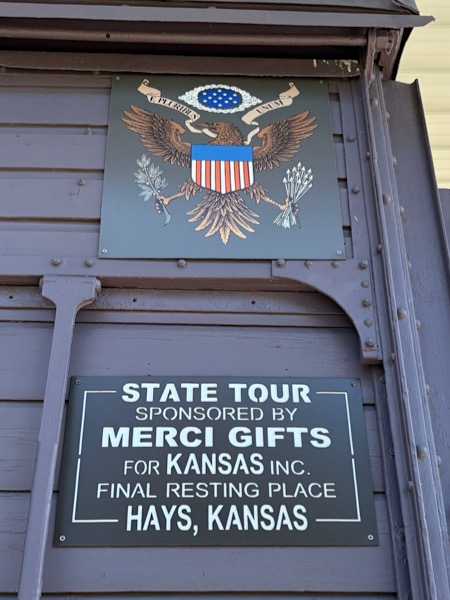 E PLURIBUS UNUM
STATE TOUR
SPONSORED BY
MERCI GIFTS
FOR KANSAS INC.
FINAL RESTING PLACE
HAYS, KANSAS